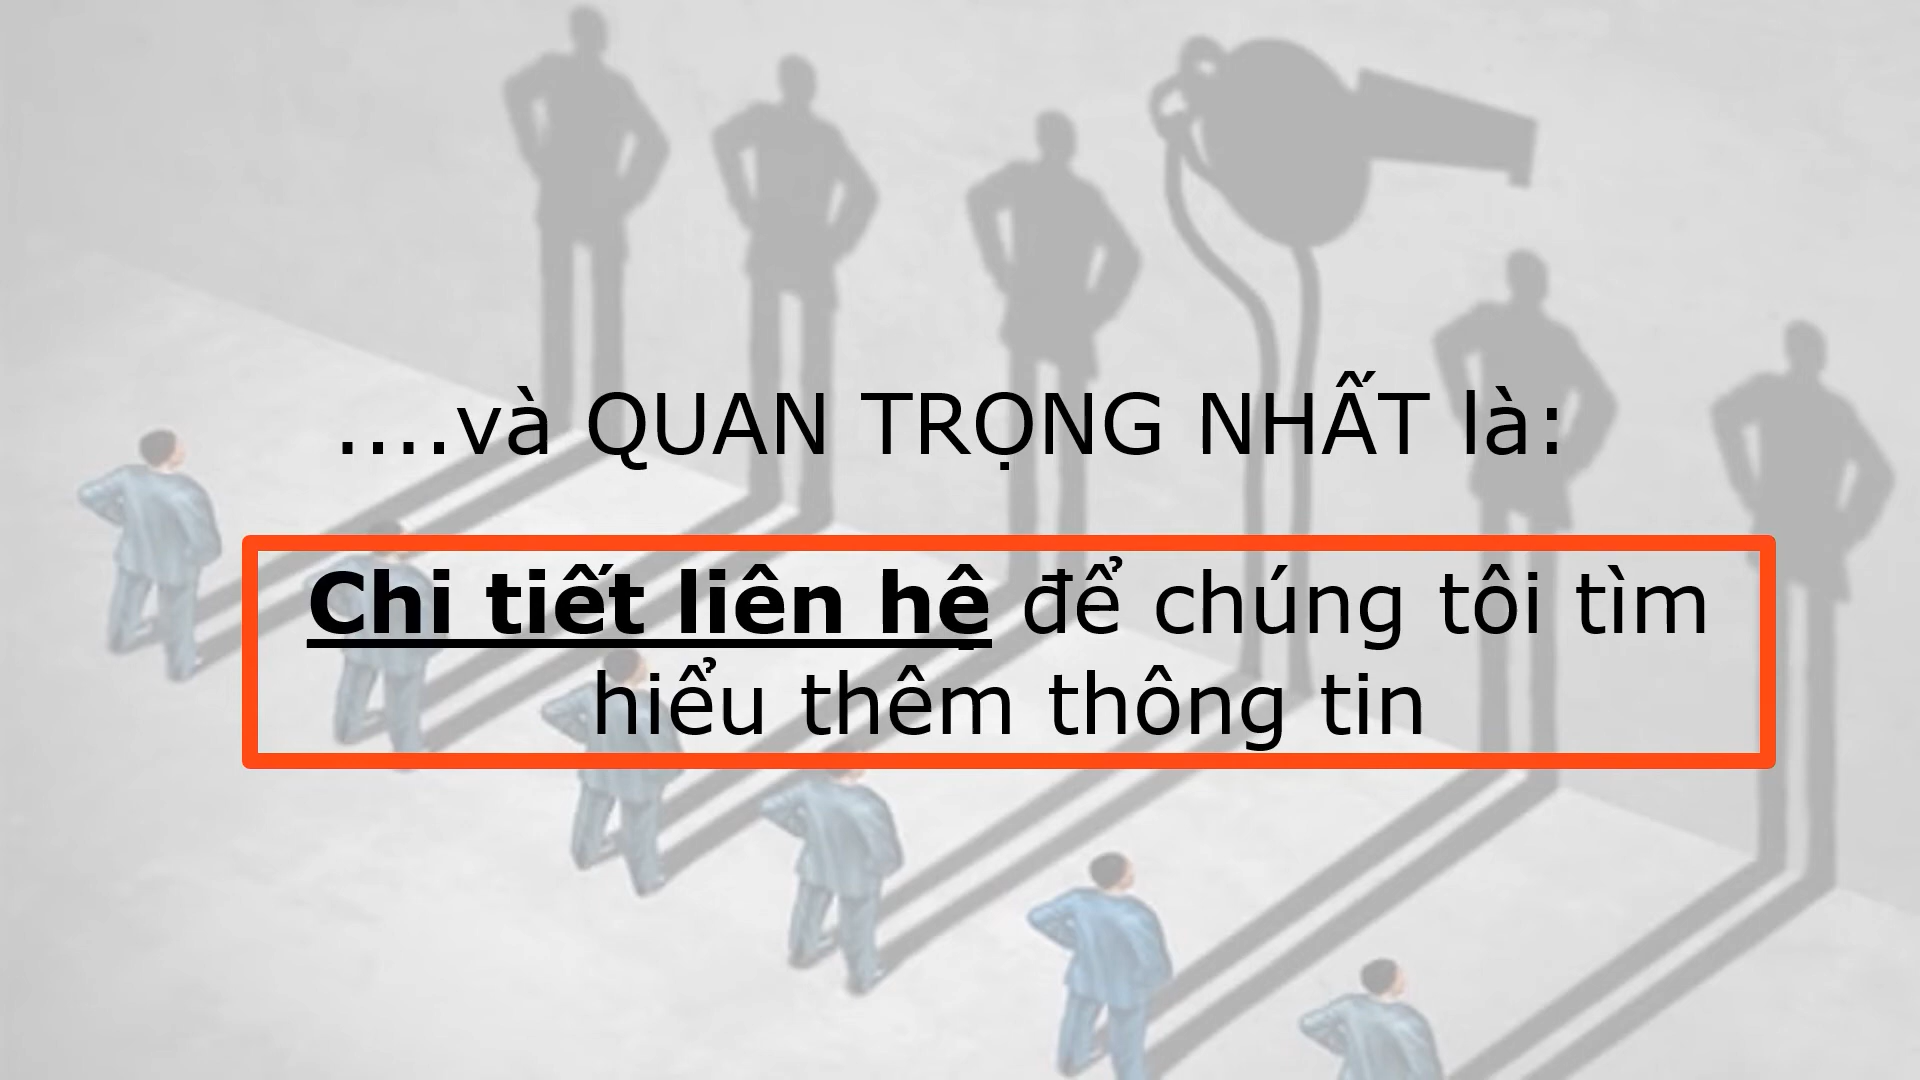 ....và QUAN TRỌNG NHẤT là:
Chi tiết liên hệ để chúng tôi tìm
hiểu thêm thông tin